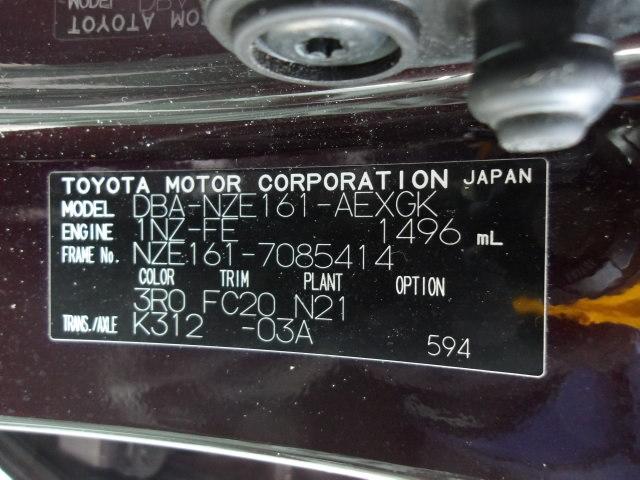 TOYOTA MOTOR CORPORATION JAPAN
MODEL DBA-NZE161-AEXGK
ENGINE 1NZ-FE 1496 mL
FRAME No. NZE161-7085414
COLOR TRIM PLANT OPTION
3R0 FC20 N21
TRANS./AXLE K312 -03A
594